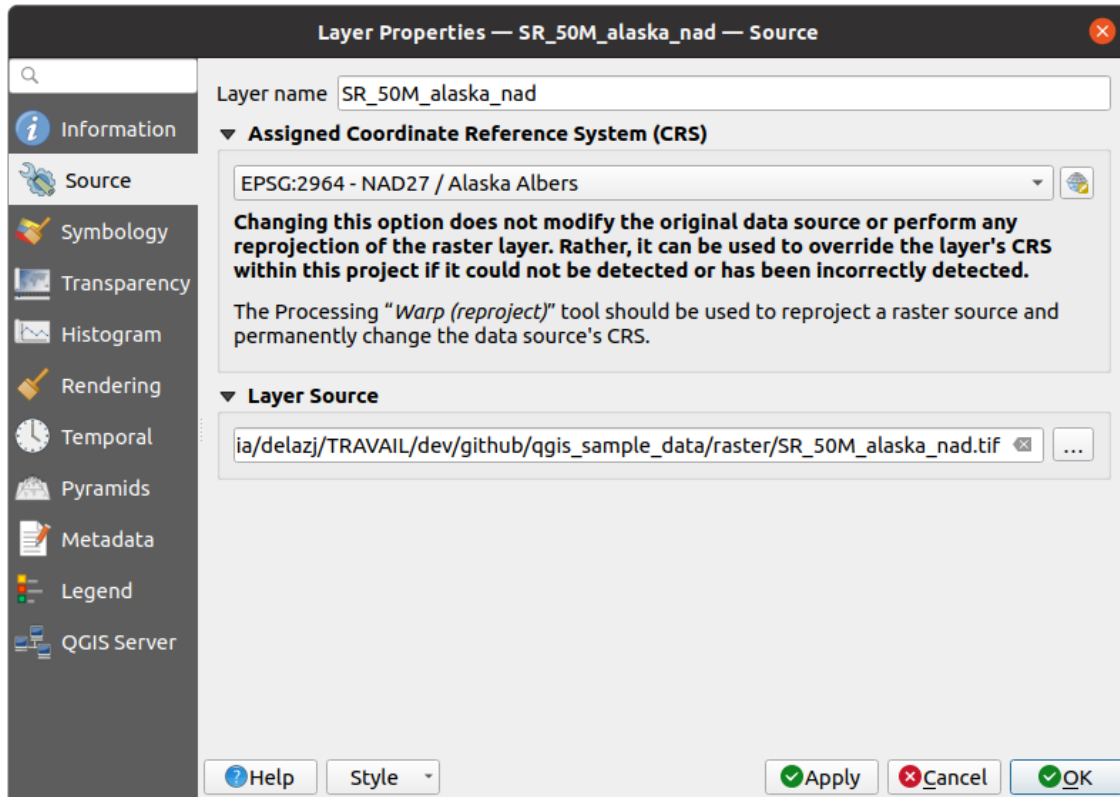 Layer Properties — SR_50M_alaska_nad — Source
Layer name SR_50M_alaska_nad
Information
Assigned Coordinate Reference System (CRS)
Source
EPSG:2964 - NAD27 / Alaska Albers
Symbology
Changing this option does not modify the original data source or perform any
reprojection of the raster layer. Rather, it can be used to override the layer's CRS
within this project if it could not be detected or has been incorrectly detected.
Transparency
The Processing “Warp (reproject)” tool should be used to reproject a raster source and
permanently change the data source's CRS.
Histogram
Rendering
Layer Source
Temporal
ia/delazj/TRAVAIL/dev/github/qgis_sample_data/raster/SR_50M_alaska_nad.tif
...
Pyramids
Metadata
Legend
QGIS Server
Help
Style
Apply
Cancel
OK